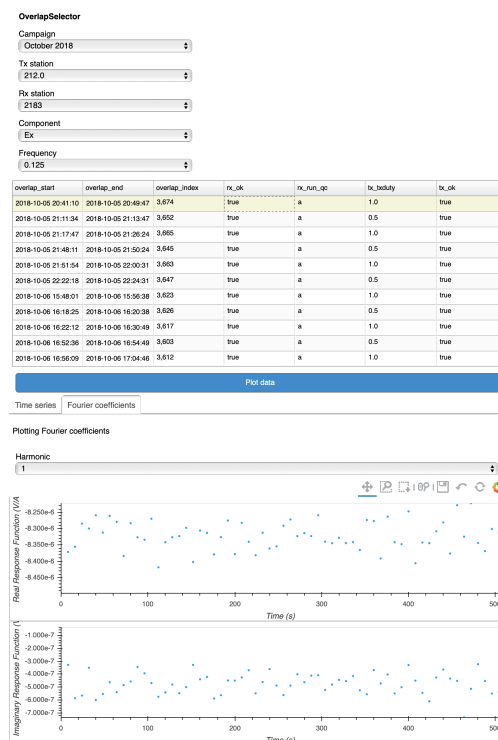 OverlapSelector
Campaign
October 2018
Tx station
212.0
Rx station
2183
Component
Ex
Frequency
0.125
overlap_start overlap_end overlap_index rx_ok rx_run_qc tx_txduty tx_ok
2018-10-05 20:41:10 2018-10-05 20:49:47 3,674 true a 1.0 true
2018-10-05 21:11:34 2018-10-05 21:13:47 3,652 true a 0.5 true
2018-10-05 21:17:47 2018-10-05 21:26:24 3,665 true a 1.0 true
2018-10-05 21:48:11 2018-10-05 21:50:24 3,645 true a 0.5 true
2018-10-05 21:51:54 2018-10-05 22:00:31 3,663 true a 1.0 true
2018-10-05 22:22:18 2018-10-05 22:24:31 3,647 true a 0.5 true
2018-10-06 15:48:01 2018-10-06 15:56:38 3,623 true a 1.0 true
2018-10-06 16:18:25 2018-10-06 16:20:38 3,626 true a 0.5 true
2018-10-06 16:22:12 2018-10-06 16:30:49 3,617 true a 1.0 true
2018-10-06 16:52:36 2018-10-06 16:54:49 3,603 true a 0.5 true
2018-10-06 16:56:09 2018-10-06 17:04:46 3,612 true a 1.0 true
Plot data
Time series Fourier coefficients
Plotting Fourier coefficients
Harmonic
1
Real Response Function (V/A
-8.250e-6
-8.300e-6
-8.350e-6
-8.400e-6
-8.450e-6
0 100 200 300 400 500
Time (s)
Imaginary Response Function (V
-1.000e-7
-2.000e-7
-3.000e-7
-4.000e-7
-5.000e-7
-6.000e-7
-7.000e-7
0 100 200 300 400 500
Time (s)